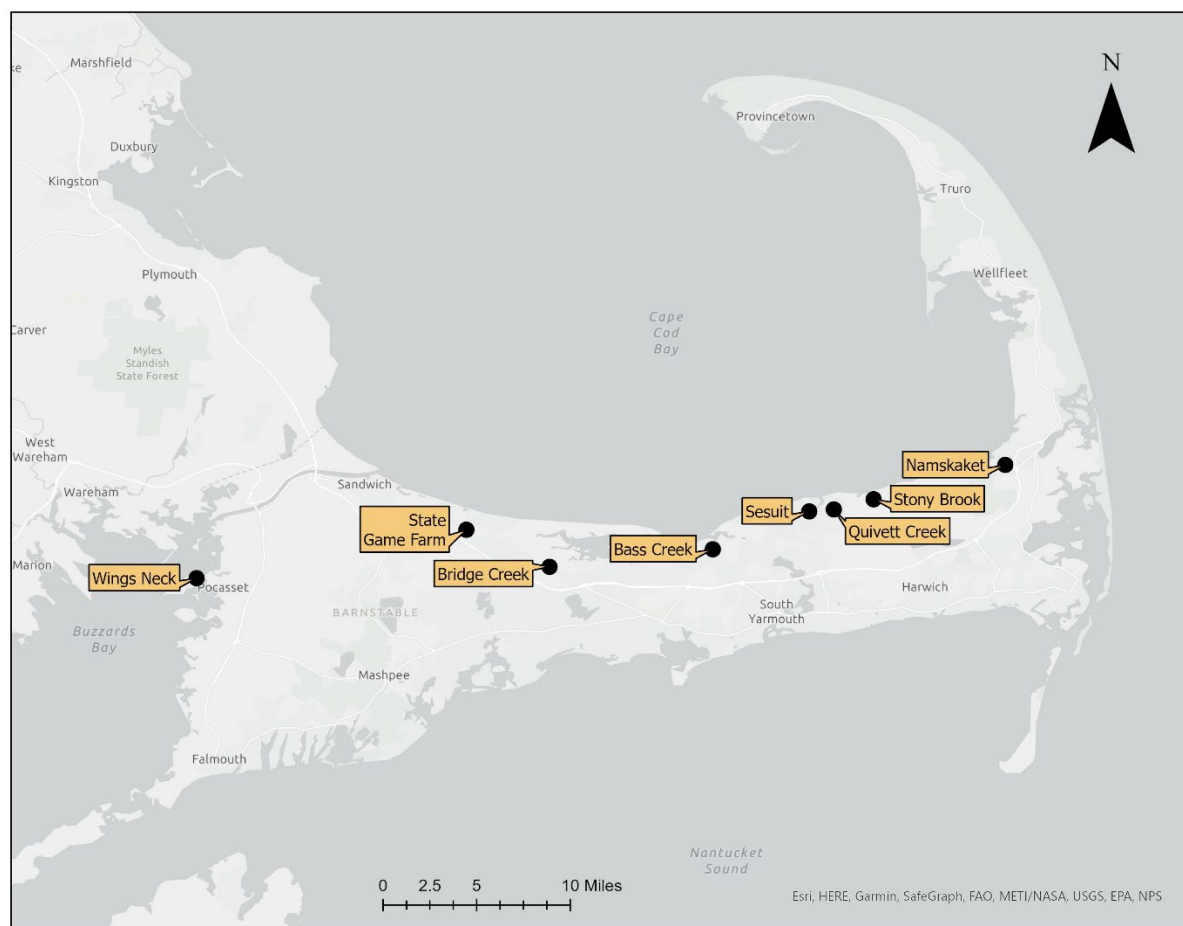 Marshfield
ke
N
Provincetown
Duxbury
Kingston
Truro
Plymouth
Wellfleet
Cape
Cod
Bay
Carver
Myles
Standish
State Forest
West
Wareham
Namskaket
Sandwich
Wareham
Stony Brook
Sesuit
State
Game Farm
Quivett Creek
Bass Creek
Marion
Bridge Creek
Wings Neck
Pocasset
Harwich
BARNSTABLE
South
Yarmouth
Buzzards
Bay
Mashpee
Falmouth
Nantucket
Sound
0 2.5 5 10 Miles
Esri, HERE, Garmin, SafeGraph, FAO, METI/NASA, USGS, EPA, NPS